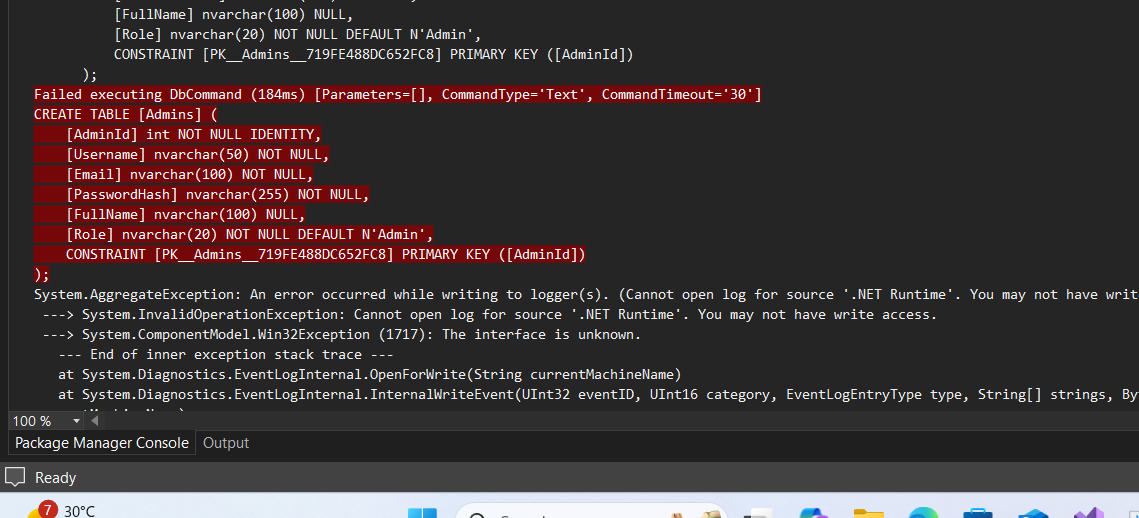 [FullName] nvarchar(100) NULL,
[Role] nvarchar(20) NOT NULL DEFAULT N'Admin',
CONSTRAINT [PK__Admins__719FE488DC652FC8] PRIMARY KEY ([AdminId])
);
Failed executing DbCommand (184ms) [Parameters=[], CommandType='Text', CommandTimeout='30']
CREATE TABLE [Admins] (
[AdminId] int NOT NULL IDENTITY,
[Username] nvarchar(50) NOT NULL,
[Email] nvarchar(100) NOT NULL,
[PasswordHash] nvarchar(255) NOT NULL,
[FullName] nvarchar(100) NULL,
[Role] nvarchar(20) NOT NULL DEFAULT N'Admin',
CONSTRAINT [PK__Admins__719FE488DC652FC8] PRIMARY KEY ([AdminId])
);
System.AggregateException: An error occurred while writing to logger(s). (Cannot open log for source '.NET Runtime'. You may not have writ
---> System.InvalidOperationException: Cannot open log for source '.NET Runtime'. You may not have write access.
---> System.ComponentModel.Win32Exception (1717): The interface is unknown.
--- End of inner exception stack trace ---
at System.Diagnostics.EventLogInternal.OpenForWrite(String currentMachineName)
at System.Diagnostics.EventLogInternal.InternalWriteEvent(UInt32 eventID, UInt16 category, EventLogEntryType type, String[] strings, By
100 %
Package Manager Console Output
Ready
7 30°C